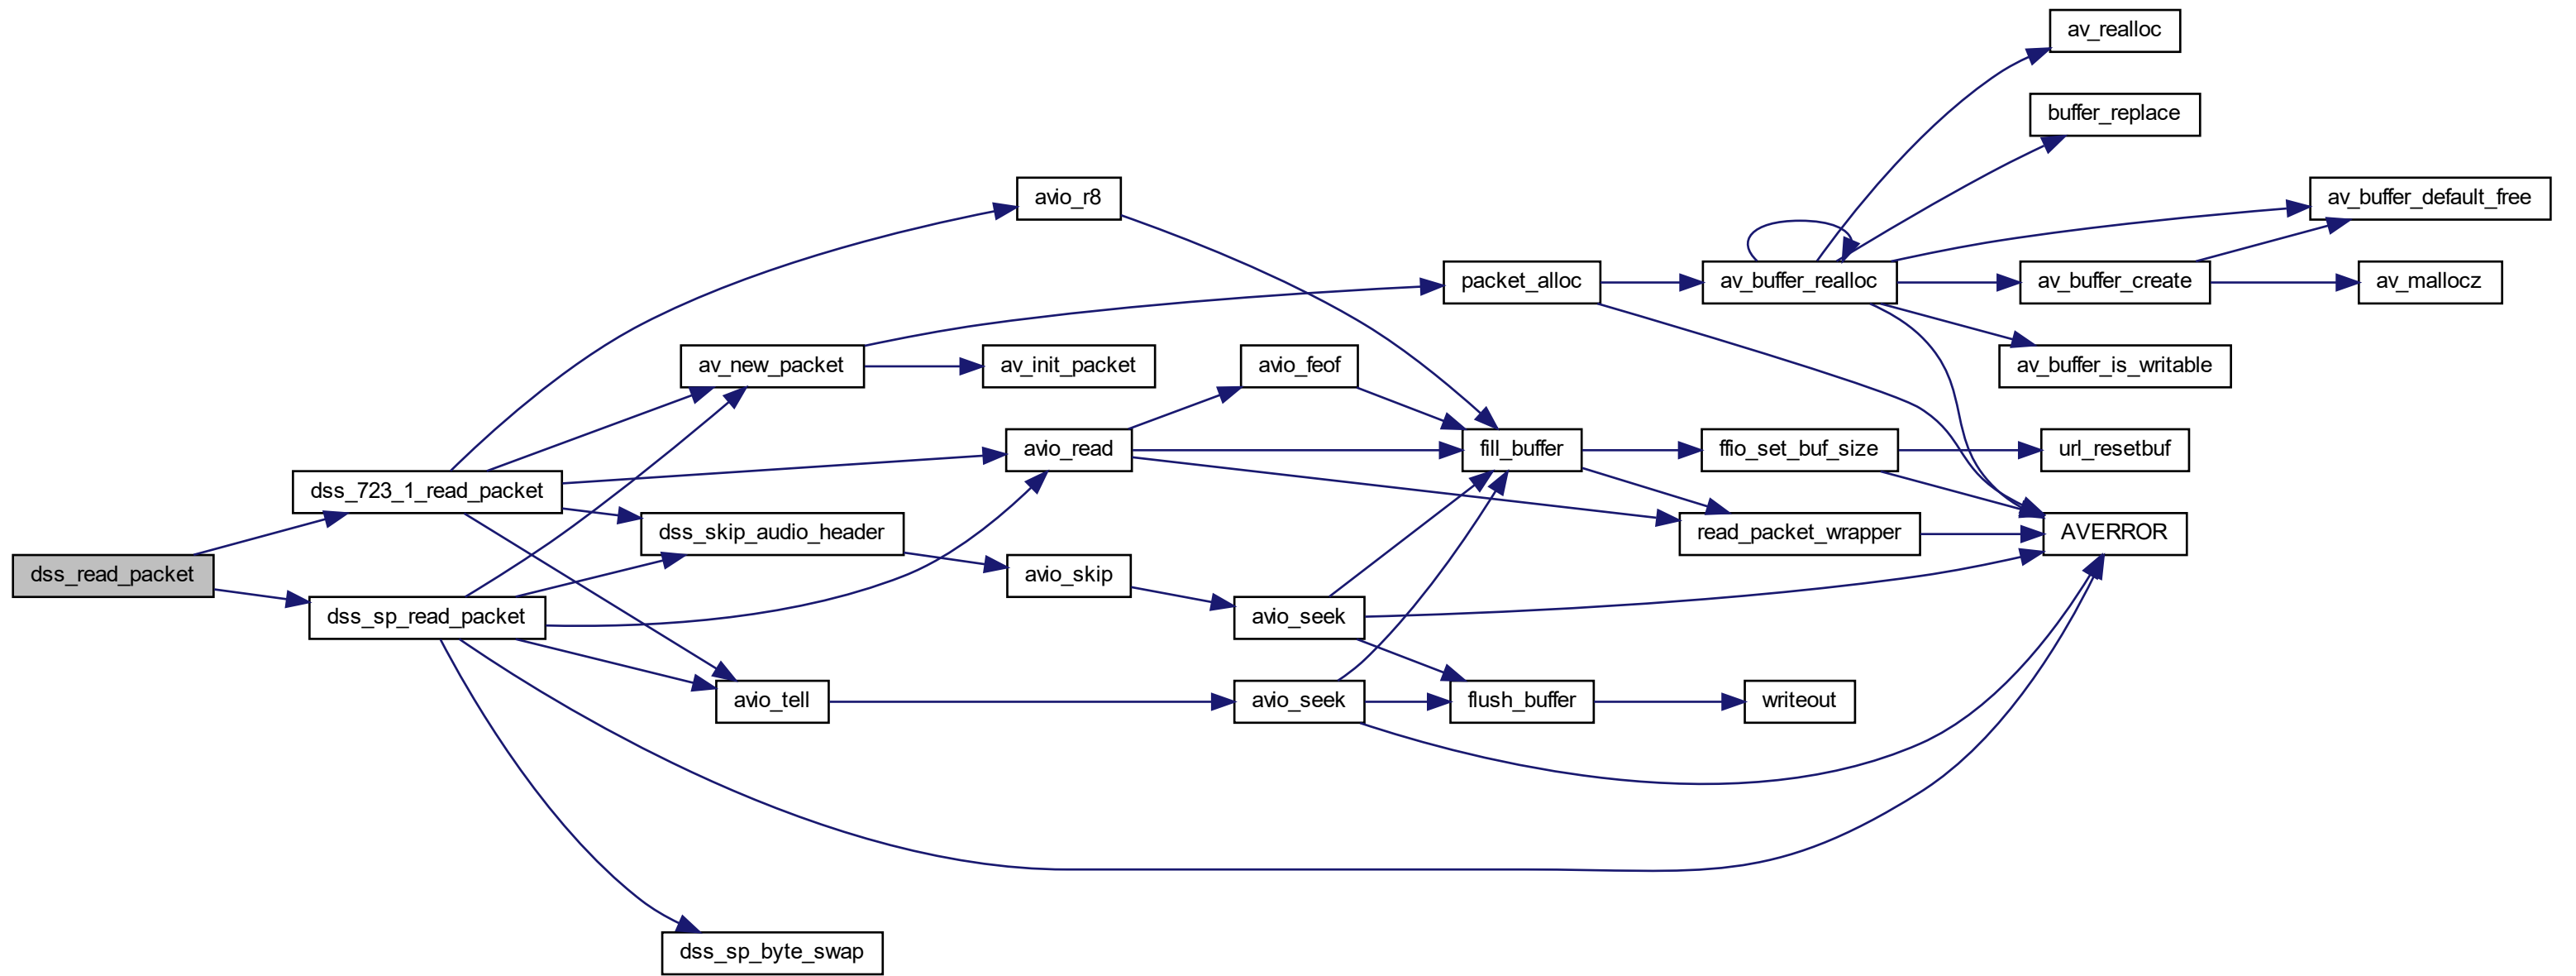 av_realloc
buffer_replace
avio_r8
av_buffer_default_free
packet_alloc
av_buffer_realloc
av_buffer_create
av_mallocz
av_new_packet
av_init_packet
avio_feof
av_buffer_is_writable
avio_read
fill_buffer
ffio_set_buf_size
url_resetbuf
dss_723_1_read_packet
dss_skip_audio_header
read_packet_wrapper
AVERROR
dss_read_packet
avio_skip
dss_sp_read_packet
avio_seek
avio_tell
avio_seek
flush_buffer
writeout
dss_sp_byte_swap